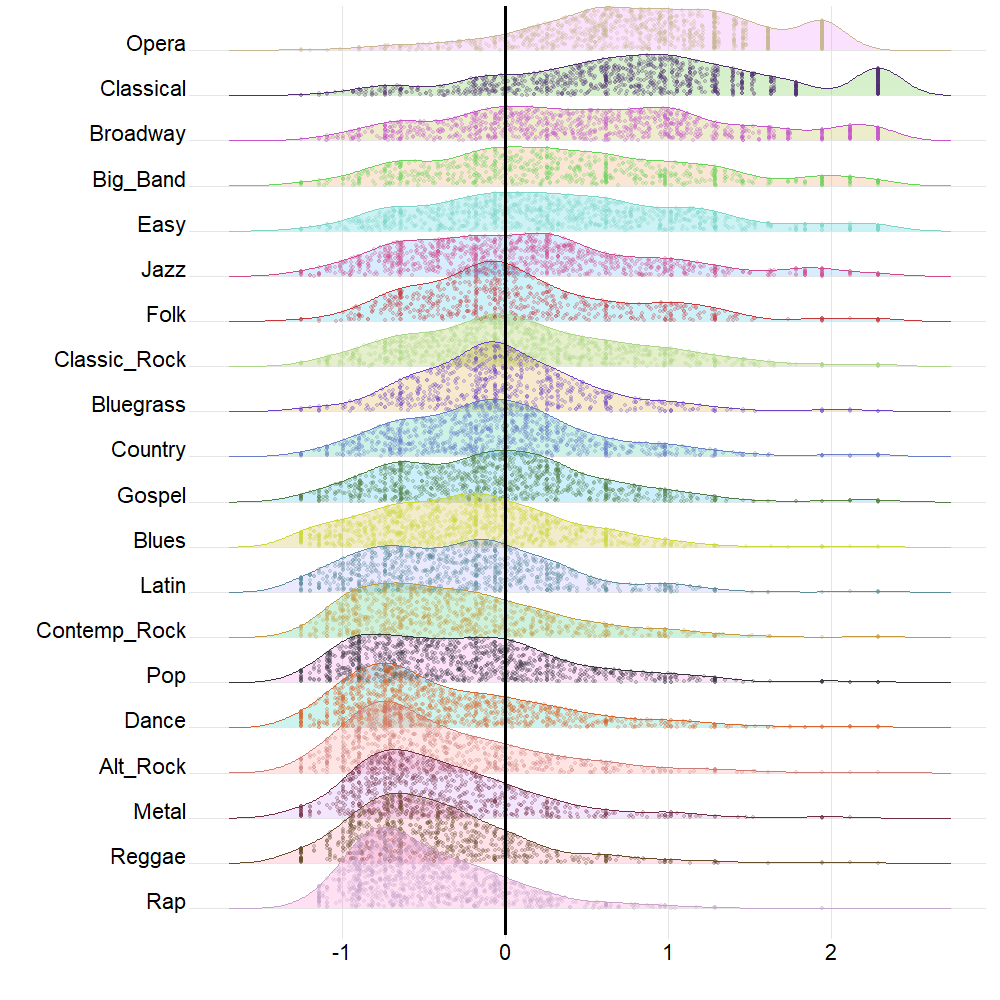 Opera
Classical
Broadway
Big_Band
Easy
Jazz
Folk
Classic_Rock
Bluegrass
Country
Gospel
Blues
Latin
Contemp_Rock
Pop
Dance
Alt_Rock
Metal
Reggae
Rap
-1 0 1 2